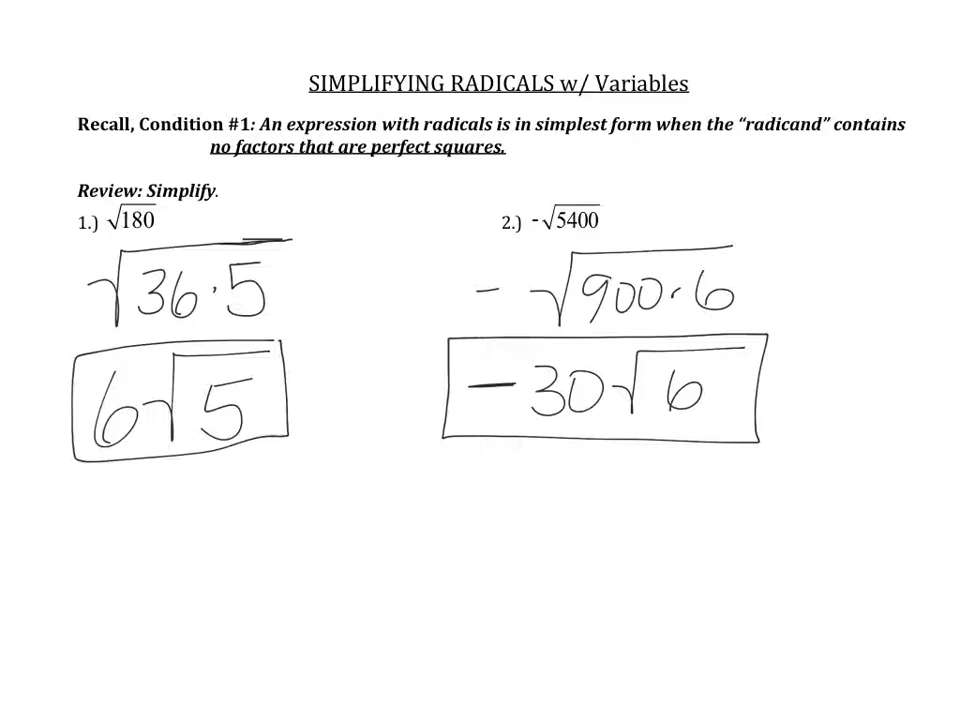 SIMPLIFYING RADICALS w/ Variables
Recall, Condition #1: An expression with radicals is in simplest form when the “radicand” contains
no factors that are perfect squares.
Review: Simplify.
1.) √180 2.) -√5400
√36·5 -√900·6
6√5 -30√6